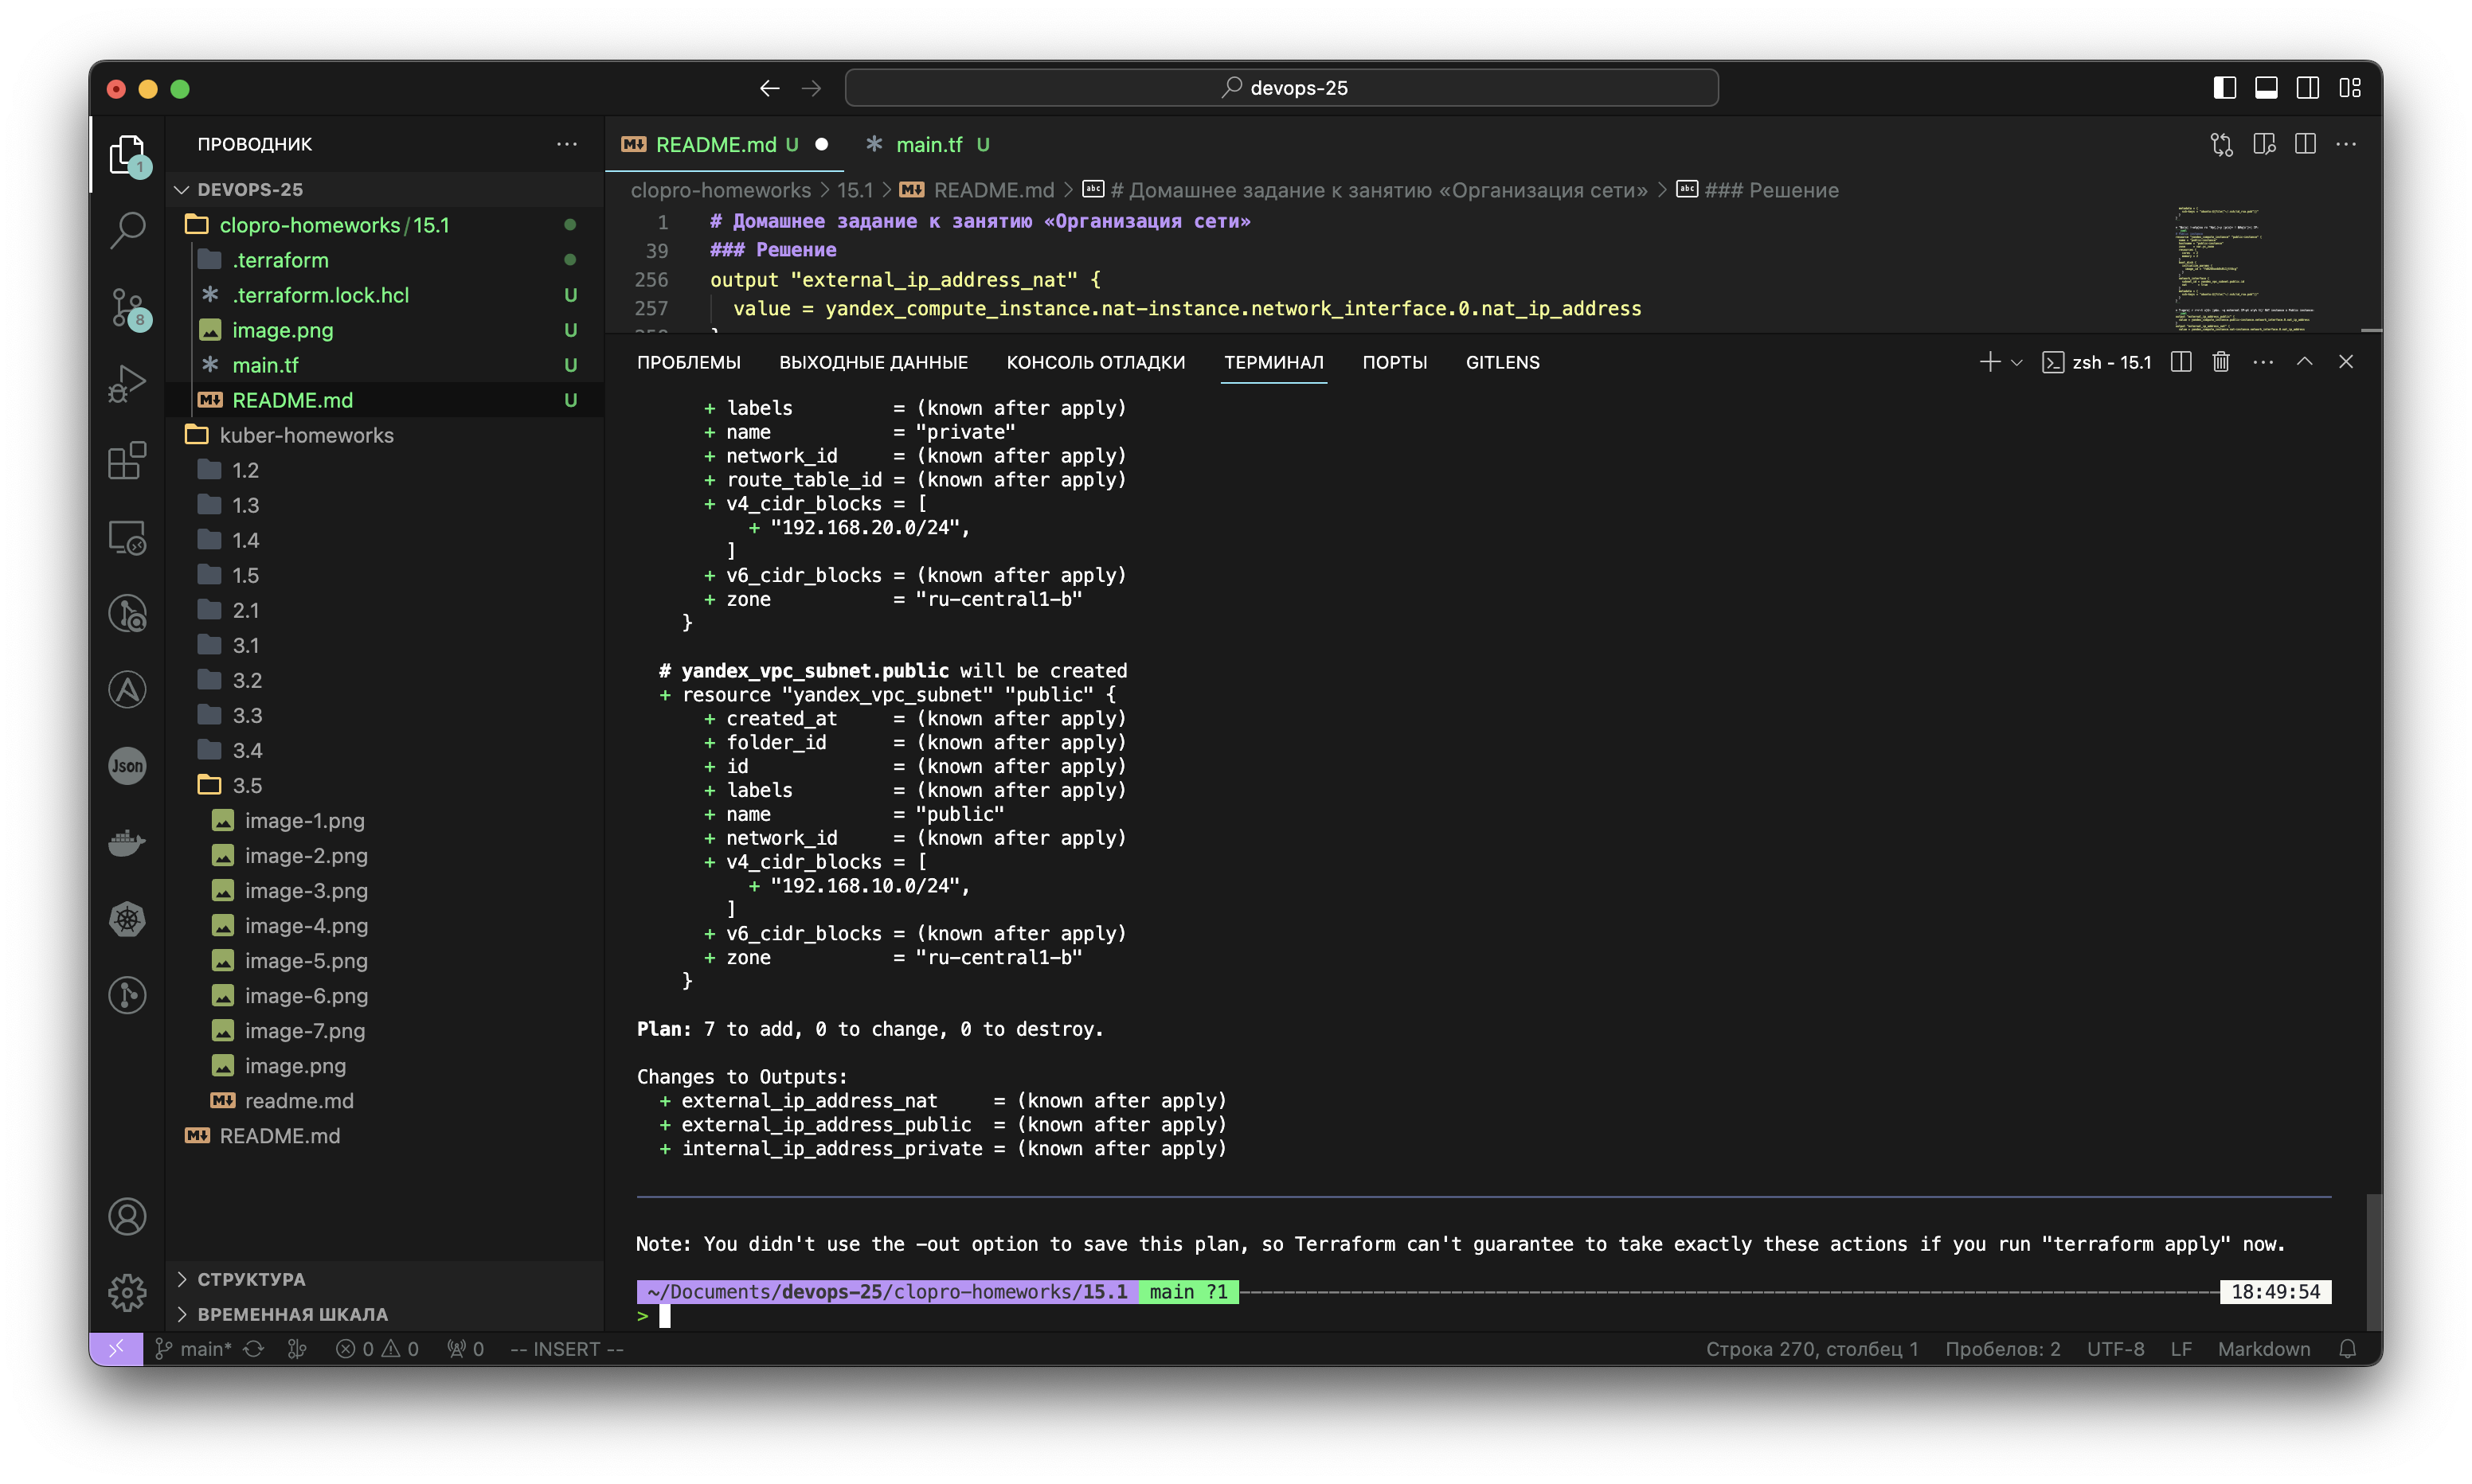 devops-25
ПРОВОДНИК
DEVOPS-25
clopro-homeworks/15.1
.terraform
.terraform.lock.hcl U
image.png U
main.tf U
README.md U
kuber-homeworks
1.2
1.3
1.4
1.5
2.1
3.1
3.2
3.3
3.4
3.5
image-1.png
image-2.png
image-3.png
image-4.png
image-5.png
image-6.png
image-7.png
image.png
readme.md
README.md
СТРУКТУРА
ВРЕМЕННАЯ ШКАЛА
1
8
Json
README.md U
main.tf U
clopro-homeworks > 15.1 > README.md > # Домашнее задание к занятию «Организация сети» > ### Решение
1 # Домашнее задание к занятию «Организация сети»
39 ### Решение
256 output "external_ip_address_nat" {
257 value = yandex_compute_instance.nat-instance.network_interface.0.nat_ip_address
ПРОБЛЕМЫ ВЫХОДНЫЕ ДАННЫЕ КОНСОЛЬ ОТЛАДКИ ТЕРМИНАЛ ПОРТЫ GITLENS
zsh - 15.1
+ labels = (known after apply)
+ name = "private"
+ network_id = (known after apply)
+ route_table_id = (known after apply)
+ v4_cidr_blocks = [
+ "192.168.20.0/24",
]
+ v6_cidr_blocks = (known after apply)
+ zone = "ru-central1-b"
}
# yandex_vpc_subnet.public will be created
+ resource "yandex_vpc_subnet" "public" {
+ created_at = (known after apply)
+ folder_id = (known after apply)
+ id = (known after apply)
+ labels = (known after apply)
+ name = "public"
+ network_id = (known after apply)
+ v4_cidr_blocks = [
+ "192.168.10.0/24",
]
+ v6_cidr_blocks = (known after apply)
+ zone = "ru-central1-b"
}
Plan: 7 to add, 0 to change, 0 to destroy.
Changes to Outputs:
+ external_ip_address_nat = (known after apply)
+ external_ip_address_public = (known after apply)
+ internal_ip_address_private = (known after apply)
Note: You didn't use the -out option to save this plan, so Terraform can't guarantee to take exactly these actions if you run "terraform apply" now.
~/Documents/devops-25/clopro-homeworks/15.1 main ?1 18:49:54
>
main* 0 0 0 -- INSERT -- Строка 270, столбец 1 Пробелов: 2 UTF-8 LF Markdown